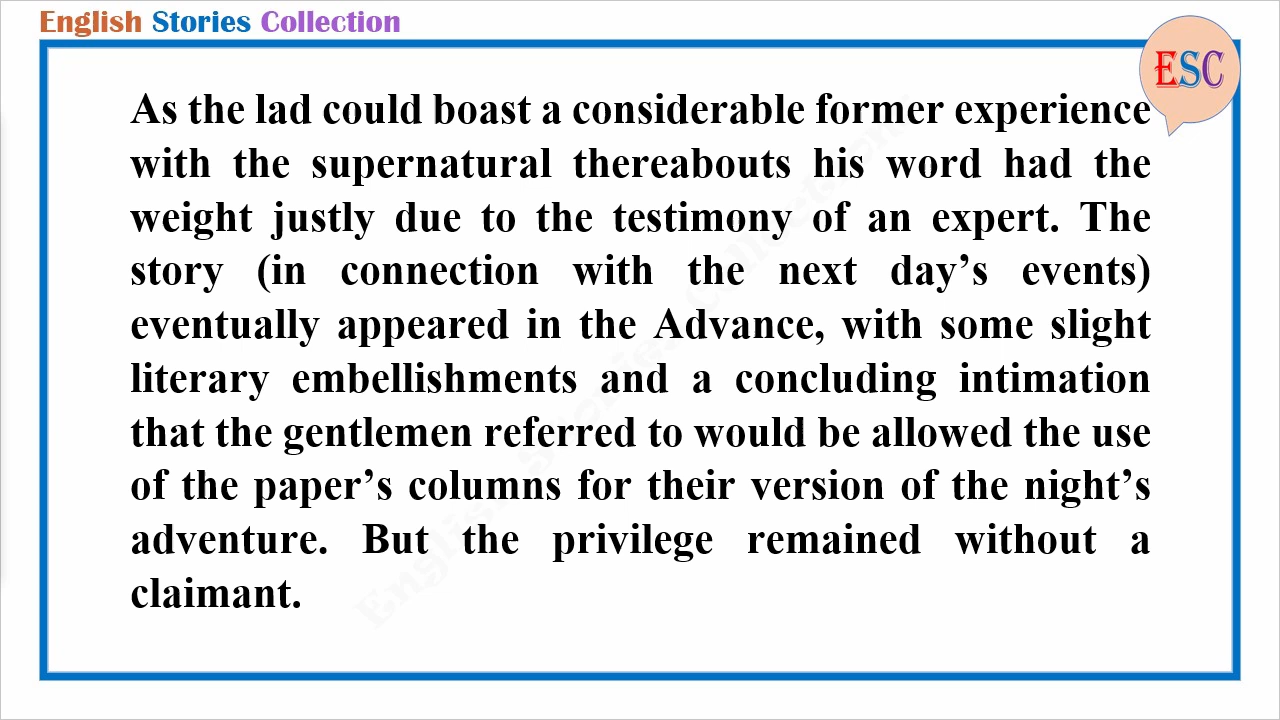 English Stories Collection
ESC
As the lad could boast a considerable former experience
with the supernatural thereabouts his word had the
weight justly due to the testimony of an expert. The
story (in connection with the next day’s events)
eventually appeared in the Advance, with some slight
literary embellishments and a concluding intimation
that the gentlemen referred to would be allowed the use
of the paper’s columns for their version of the night’s
adventure. But the privilege remained without a
claimant.
English Stories Collection